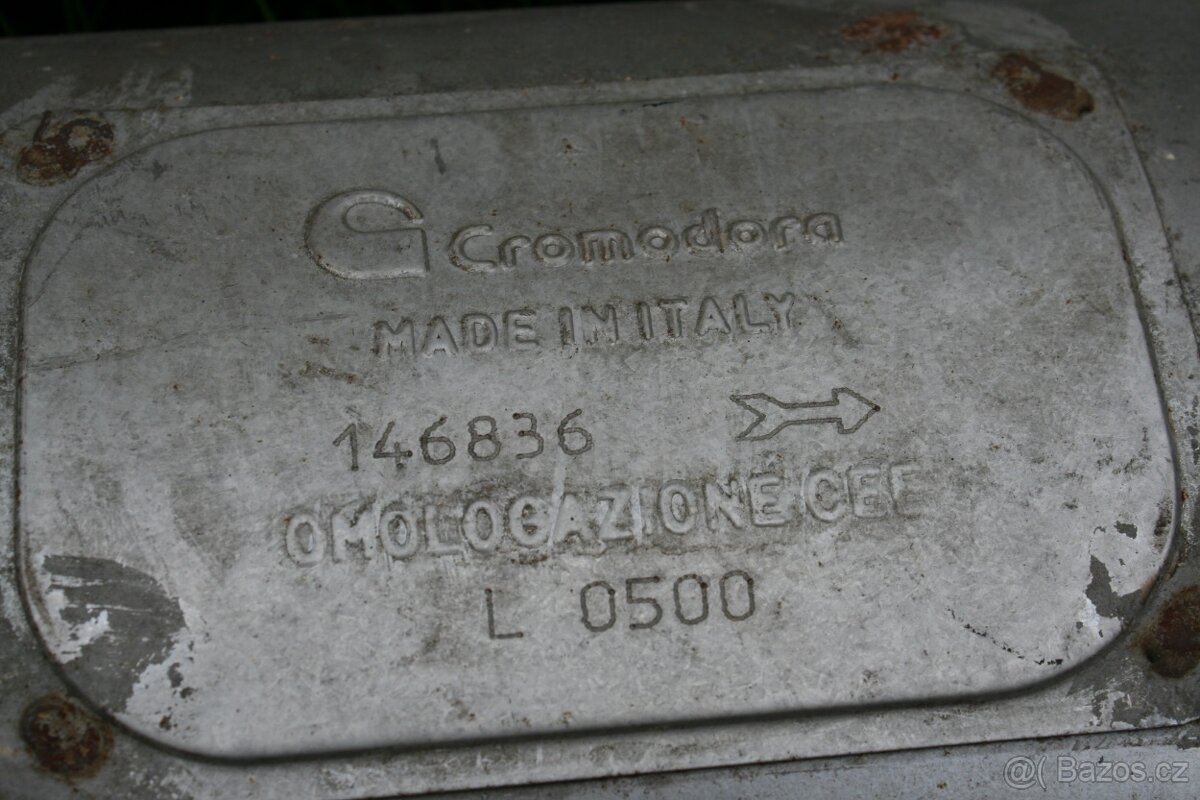 Cromodora
MADE IN ITALY
146836
OMOLOGAZIONE CEE
L 0500
@( Bazos.cz